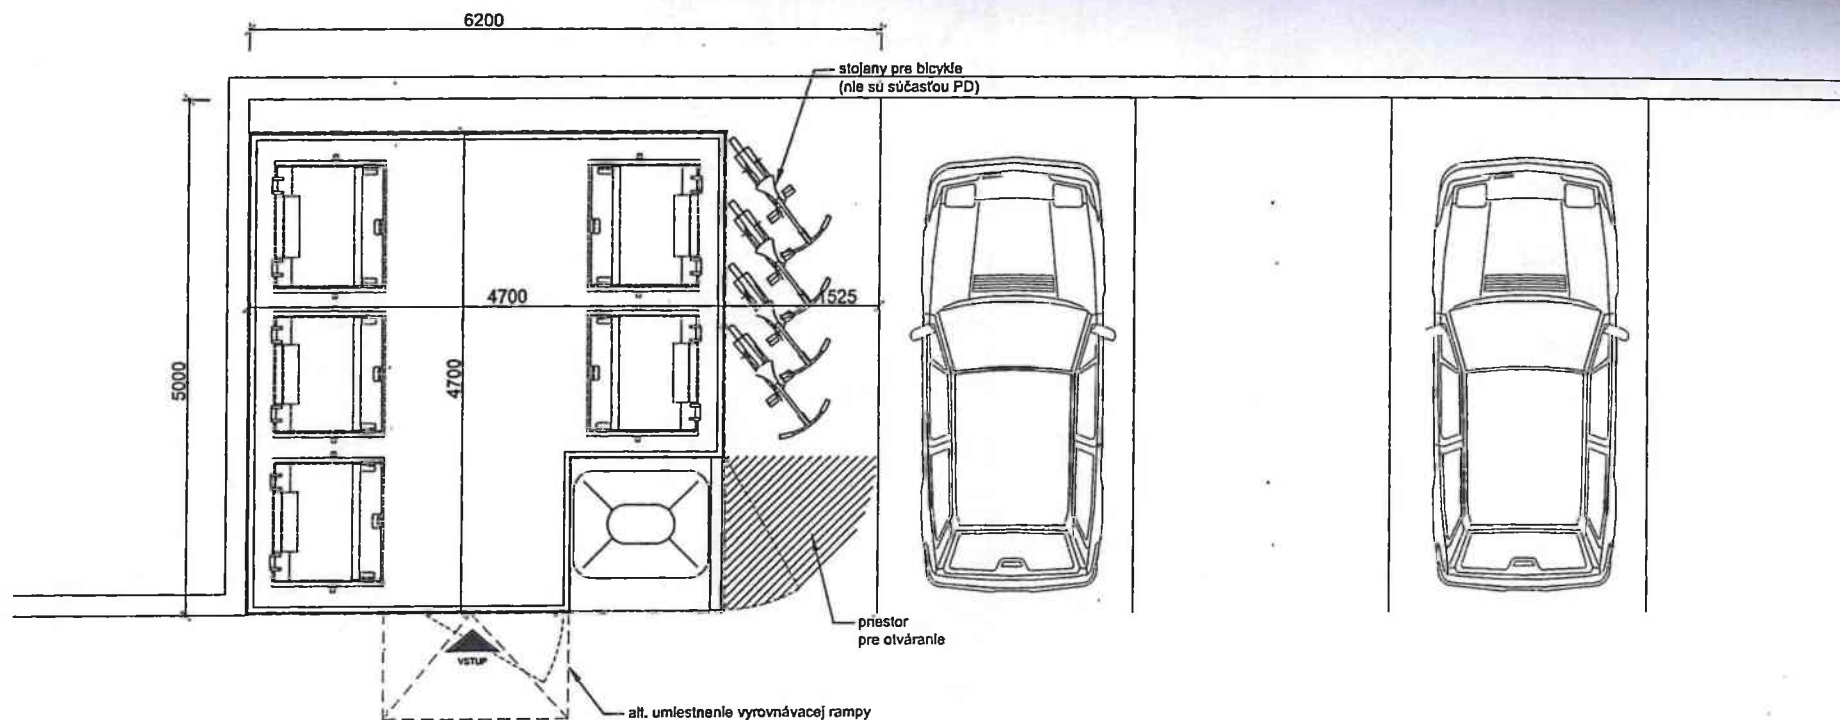 6200
stojany pre bicykle
(nie sú súčasťou PD)
4700
1525
4700
5000
priestor
pre otváranie
VSTUP
alt. umiestnenie vyrovnávacej rampy